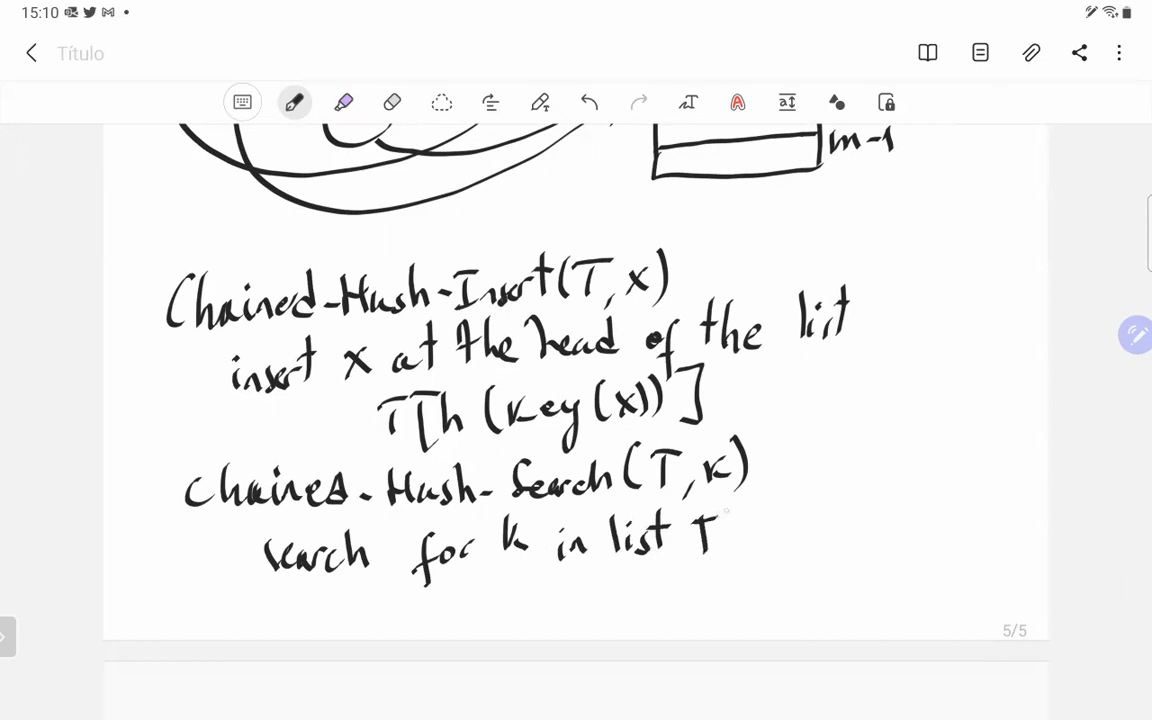 15:10
Título
m-1
Chained-Hash-Insert(T, x)
insert x at the head of the list
T[h (key(x))]
Chained-Hash-Search(T, k)
search for k in list T
5/5